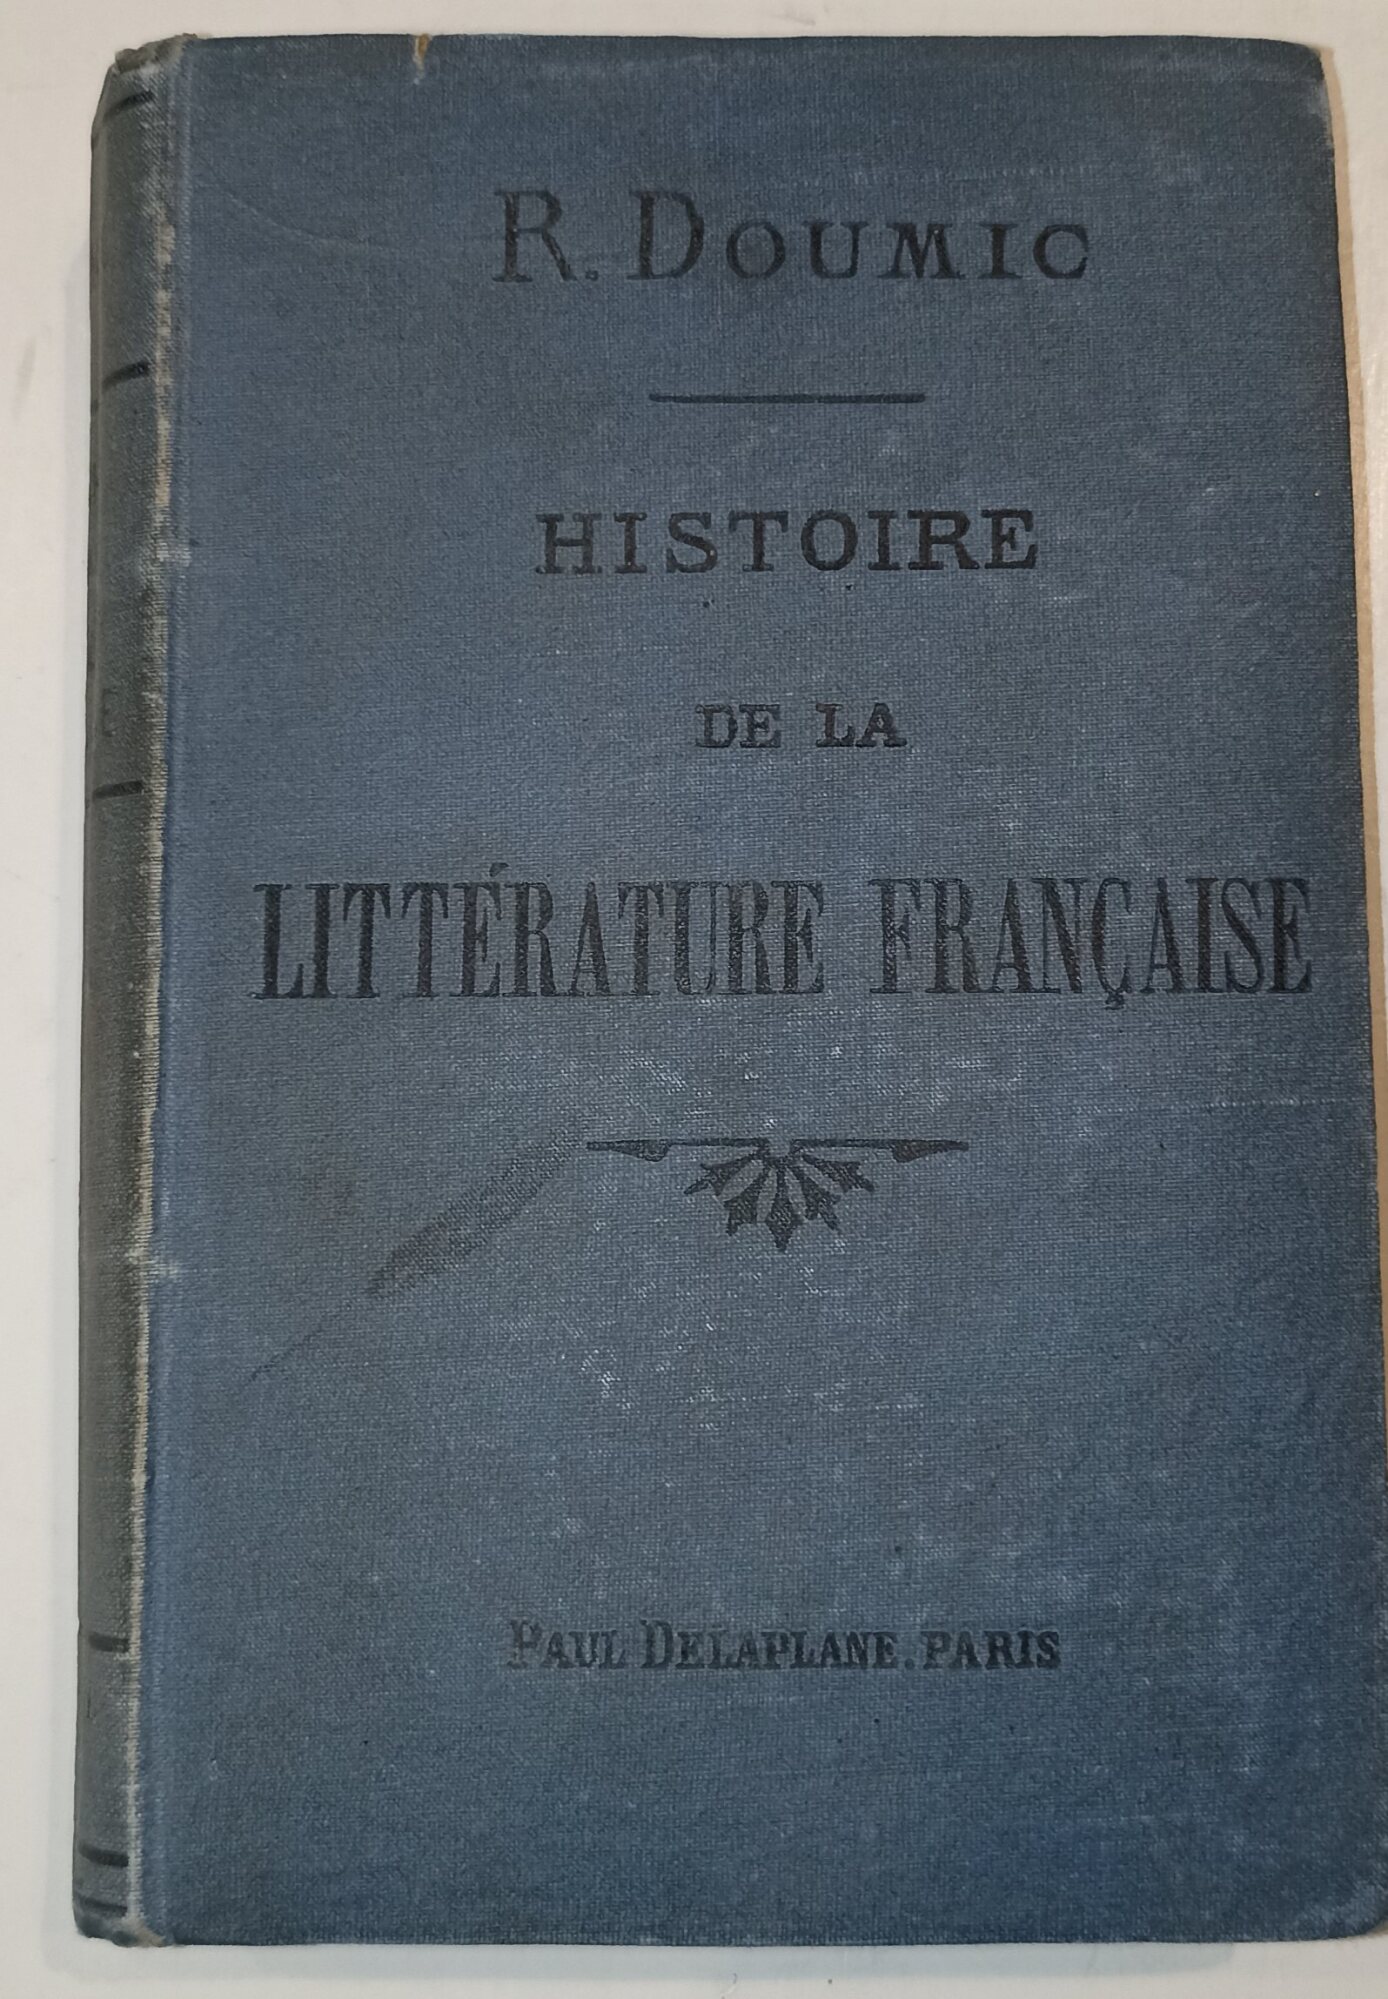 R. DOUMIC
HISTOIRE
DE LA
LITTÉRATURE FRANÇAISE
PAUL DELAPLANE. PARIS